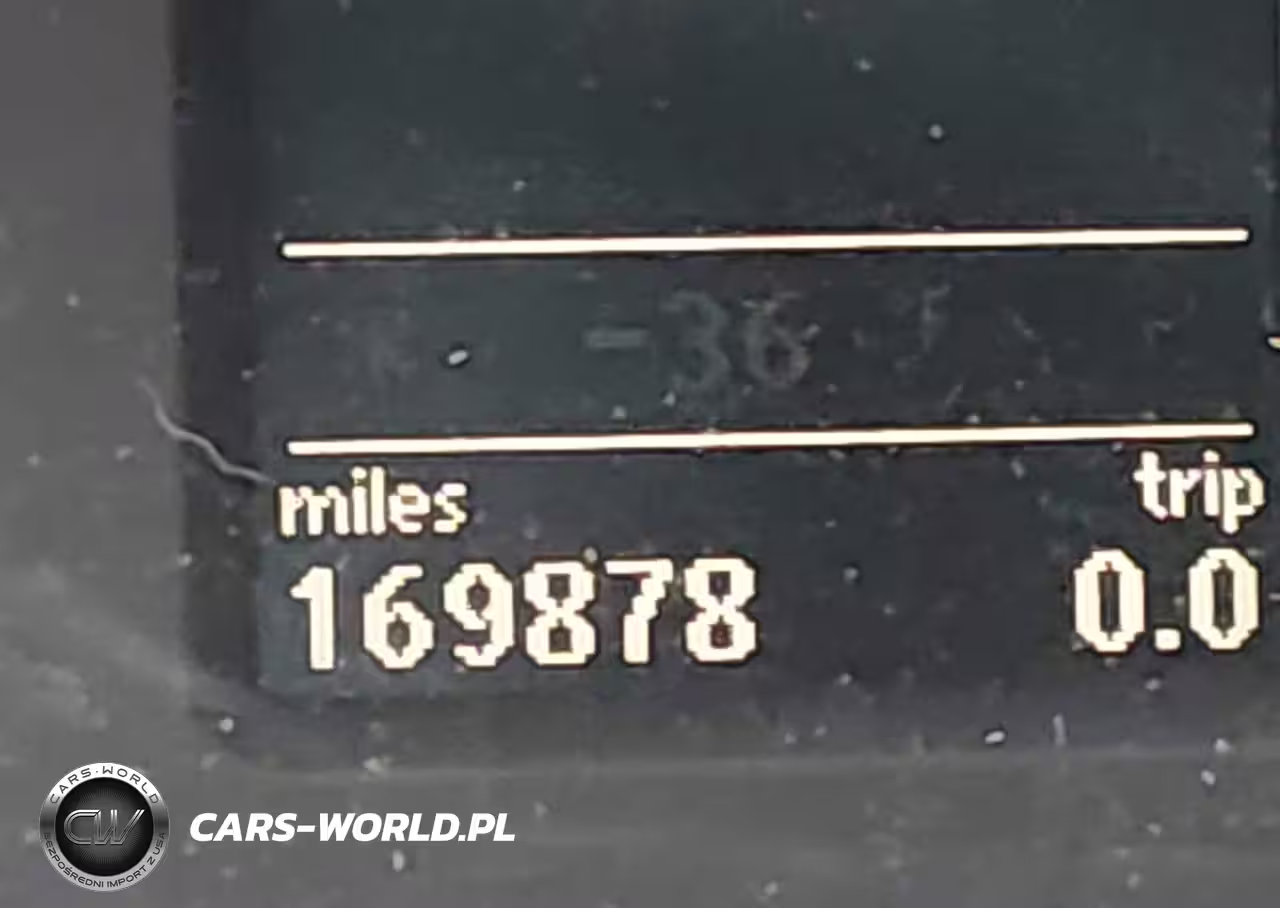 -36
miles trip
169878 0.0
CARS-WORLD
CW
BEZPOŚREDNI IMPORT Z USA
CARS-WORLD.PL